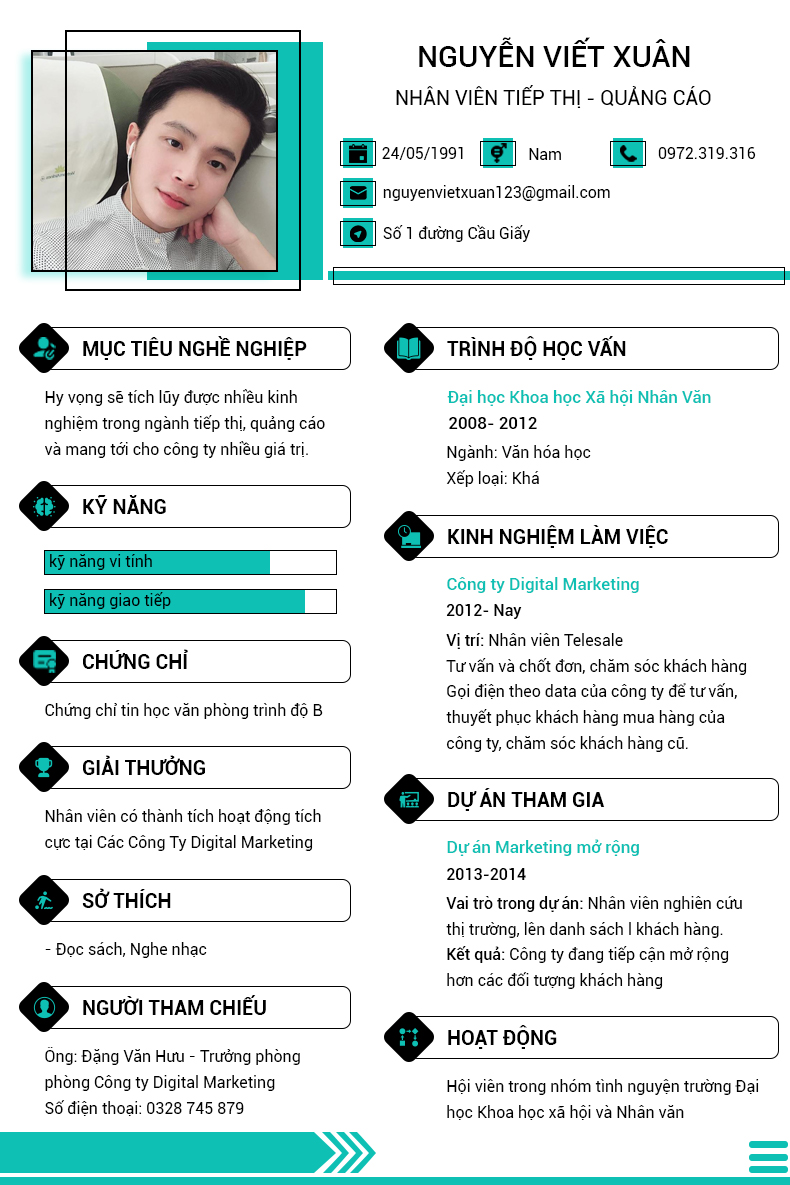 NGUYỄN VIẾT XUÂN
NHÂN VIÊN TIẾP THỊ - QUẢNG CÁO
24/05/1991 Nam 0972.319.316
nguyenvietxuan123@gmail.com
Số 1 đường Cầu Giấy
MỤC TIÊU NGHỀ NGHIỆP
Hy vọng sẽ tích lũy được nhiều kinh
nghiệm trong ngành tiếp thị, quảng cáo
và mang tới cho công ty nhiều giá trị.
KỸ NĂNG
kỹ năng vi tính
kỹ năng giao tiếp
CHỨNG CHỈ
Chứng chỉ tin học văn phòng trình độ B
GIẢI THƯỞNG
Nhân viên có thành tích hoạt động tích
cực tại Các Công Ty Digital Marketing
SỞ THÍCH
- Đọc sách, Nghe nhạc
NGƯỜI THAM CHIẾU
Ông: Đặng Văn Hưu - Trưởng phòng
phòng Công ty Digital Marketing
Số điện thoại: 0328 745 879
TRÌNH ĐỘ HỌC VẤN
Đại học Khoa học Xã hội Nhân Văn
2008- 2012
Ngành: Văn hóa học
Xếp loại: Khá
KINH NGHIỆM LÀM VIỆC
Công ty Digital Marketing
2012- Nay
Vị trí: Nhân viên Telesale
Tư vấn và chốt đơn, chăm sóc khách hàng
Gọi điện theo data của công ty để tư vấn,
thuyết phục khách hàng mua hàng của
công ty, chăm sóc khách hàng cũ.
DỰ ÁN THAM GIA
Dự án Marketing mở rộng
2013-2014
Vai trò trong dự án: Nhân viên nghiên cứu
thị trường, lên danh sách l khách hàng.
Kết quả: Công ty đang tiếp cận mở rộng
hơn các đối tượng khách hàng
HOẠT ĐỘNG
Hội viên trong nhóm tình nguyện trường Đại
học Khoa học xã hội và Nhân văn